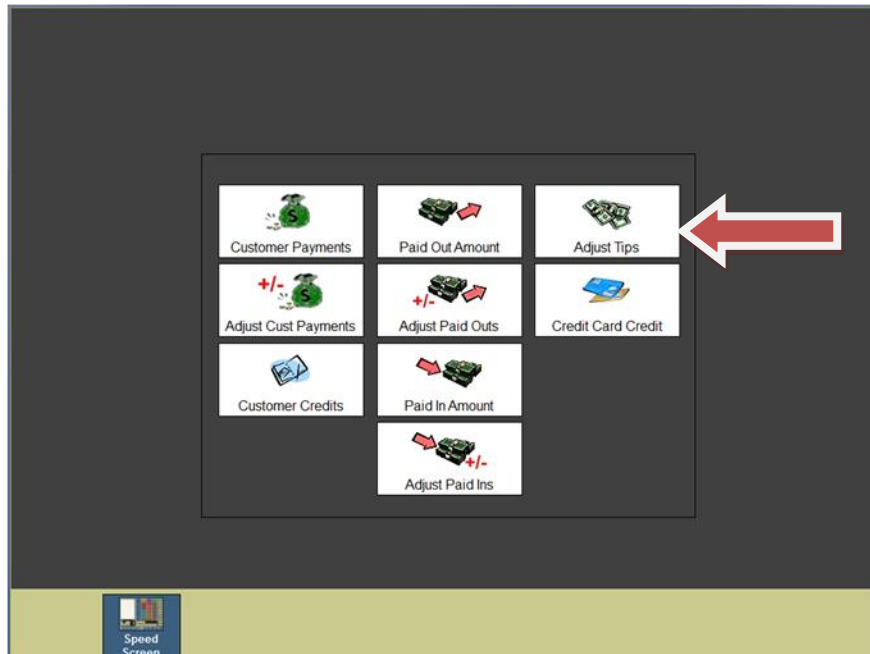 Customer Payments
Paid Out Amount
Adjust Tips
+/-
+/-
Adjust Cust Payments
Adjust Paid Outs
Credit Card Credit
Customer Credits
Paid In Amount
+/-
Adjust Paid Ins
Speed
Screen